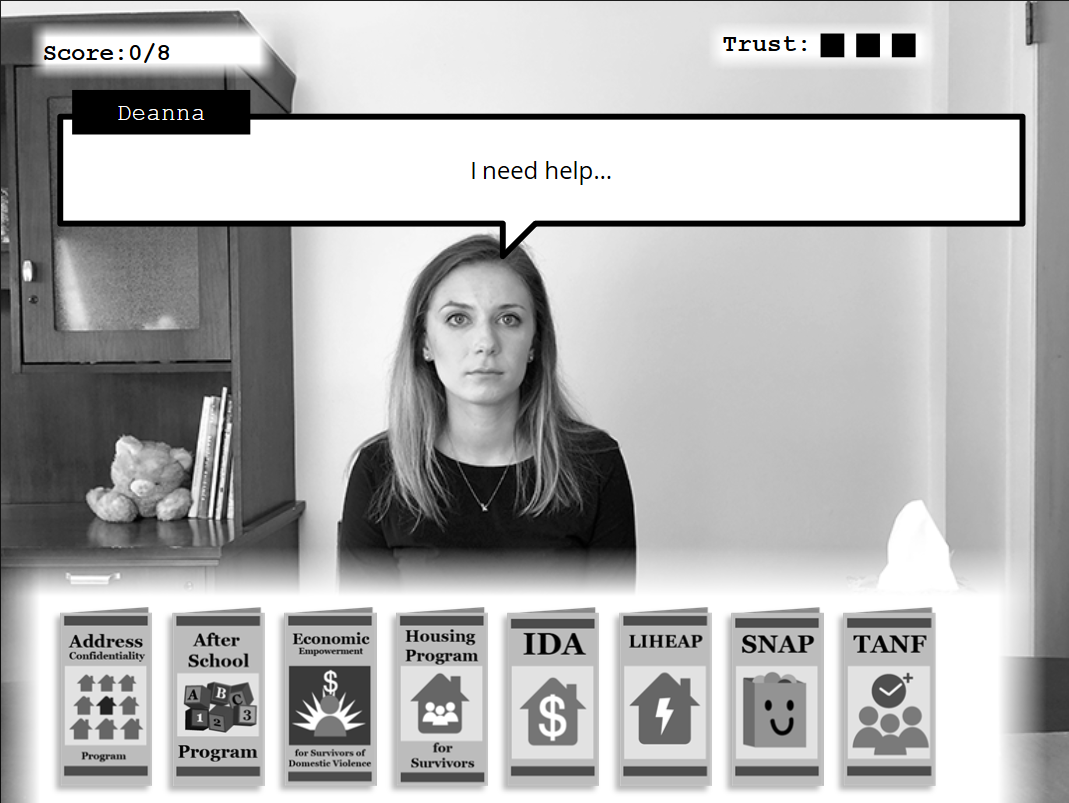 Score:0/8
Trust:
Deanna
I need help...
Address
Confidentiality
Program
After
School
A B C
1 2 3
Program
Economic
Empowerment
$
for Survivors of
Domestic Violence
Housing
Program
for
Survivors
IDA
$
LIHEAP
SNAP
TANF